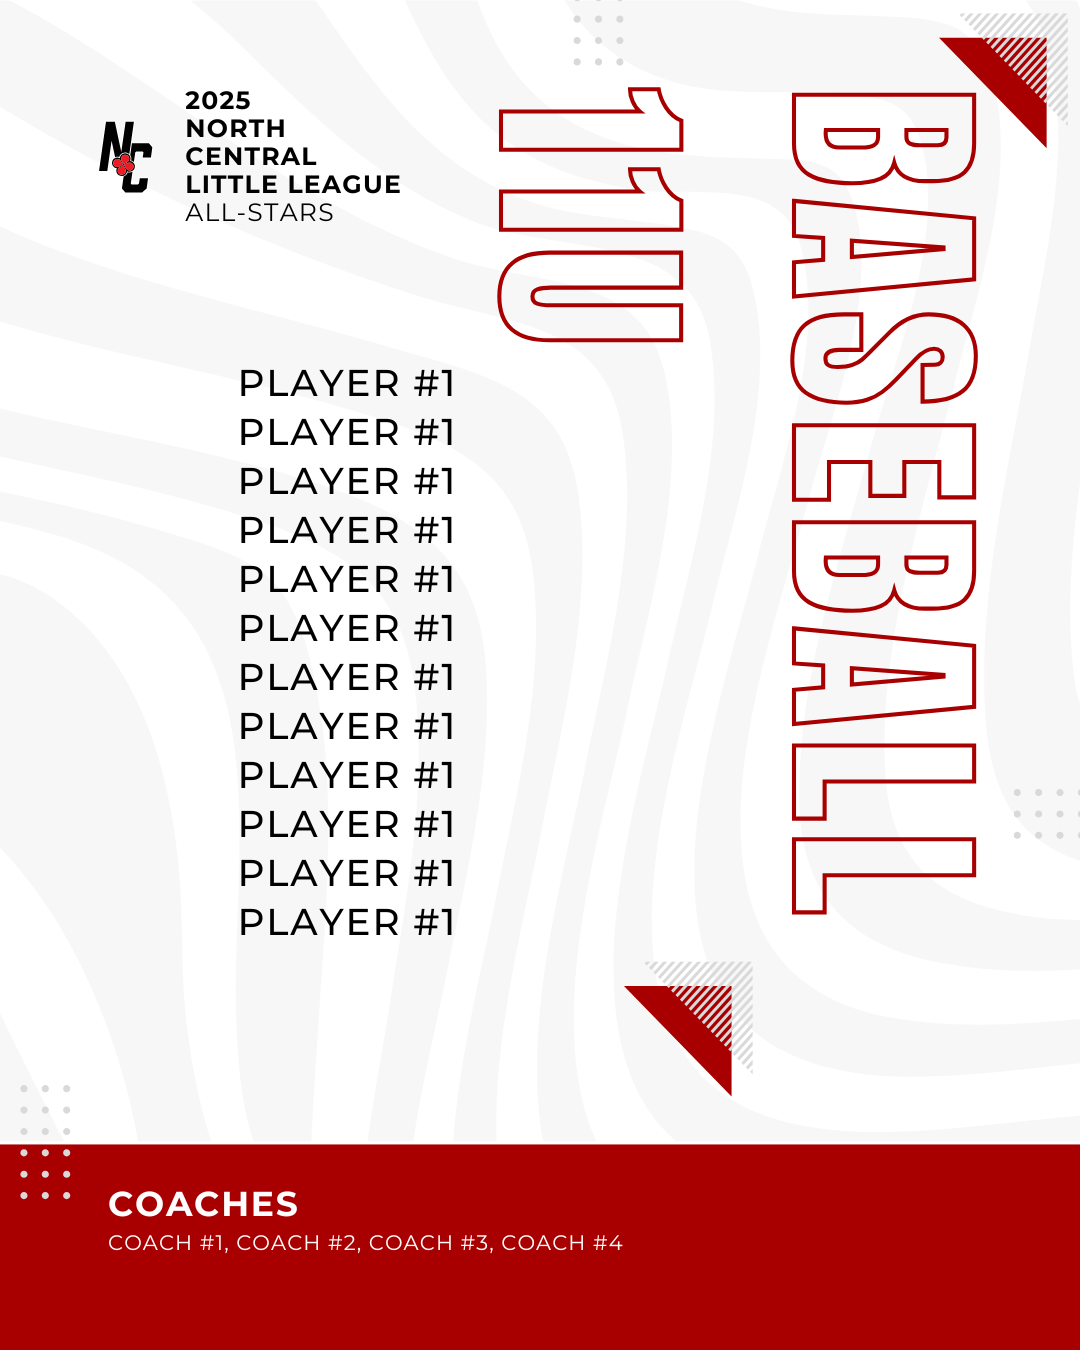 NC
2025
NORTH
CENTRAL
LITTLE LEAGUE
ALL-STARS
11U
BASEBALL
PLAYER #1
PLAYER #1
PLAYER #1
PLAYER #1
PLAYER #1
PLAYER #1
PLAYER #1
PLAYER #1
PLAYER #1
PLAYER #1
PLAYER #1
PLAYER #1
COACHES
COACH #1, COACH #2, COACH #3, COACH #4